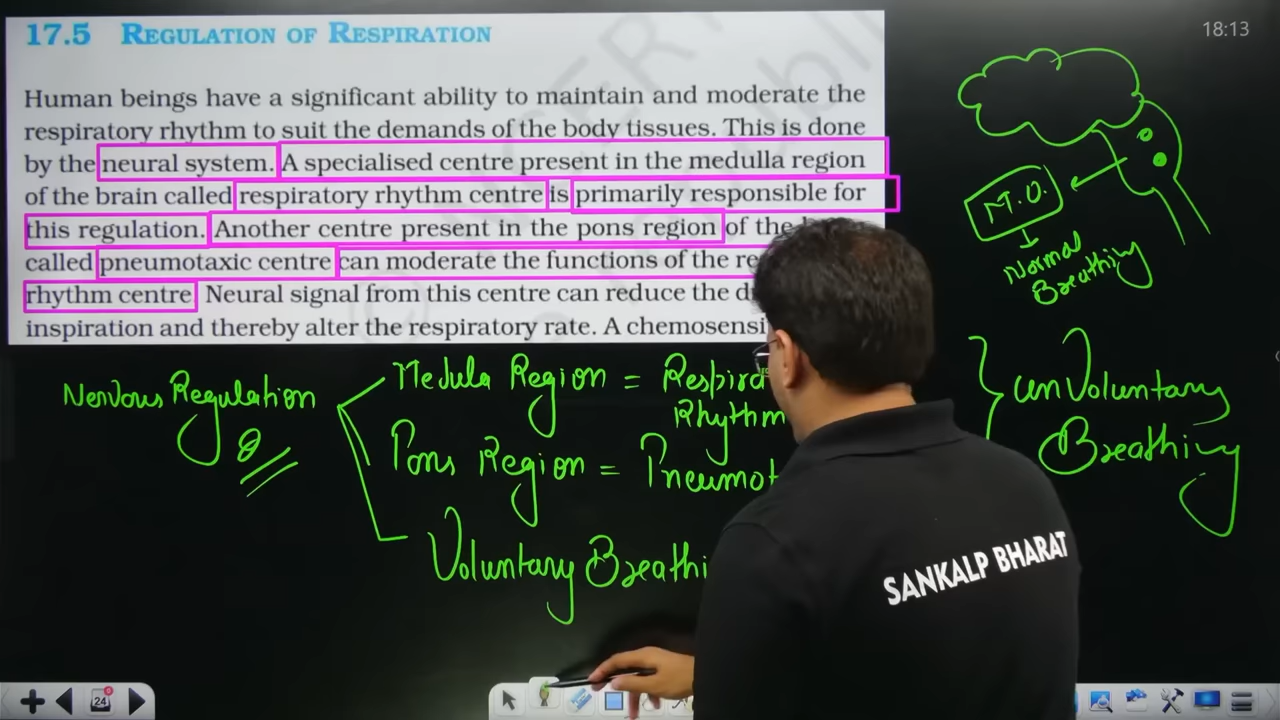 17.5 REGULATION OF RESPIRATION
18:13
Human beings have a significant ability to maintain and moderate the
respiratory rhythm to suit the demands of the body tissues. This is done
by the neural system. A specialised centre present in the medulla region
of the brain called respiratory rhythm centre is primarily responsible for
this regulation. Another centre present in the pons region of the
called pneumotaxic centre can moderate the functions of the re
rhythm centre Neural signal from this centre can reduce the d
inspiration and thereby alter the respiratory rate. A chemosensi
M.O.
Normal
Breathing
Nervous Regulation
Medula Region = Respira
Rhythm
Pons Region = Pneumot
Voluntary Breathi
unVoluntary
Breathing
SANKALP BHARAT
24